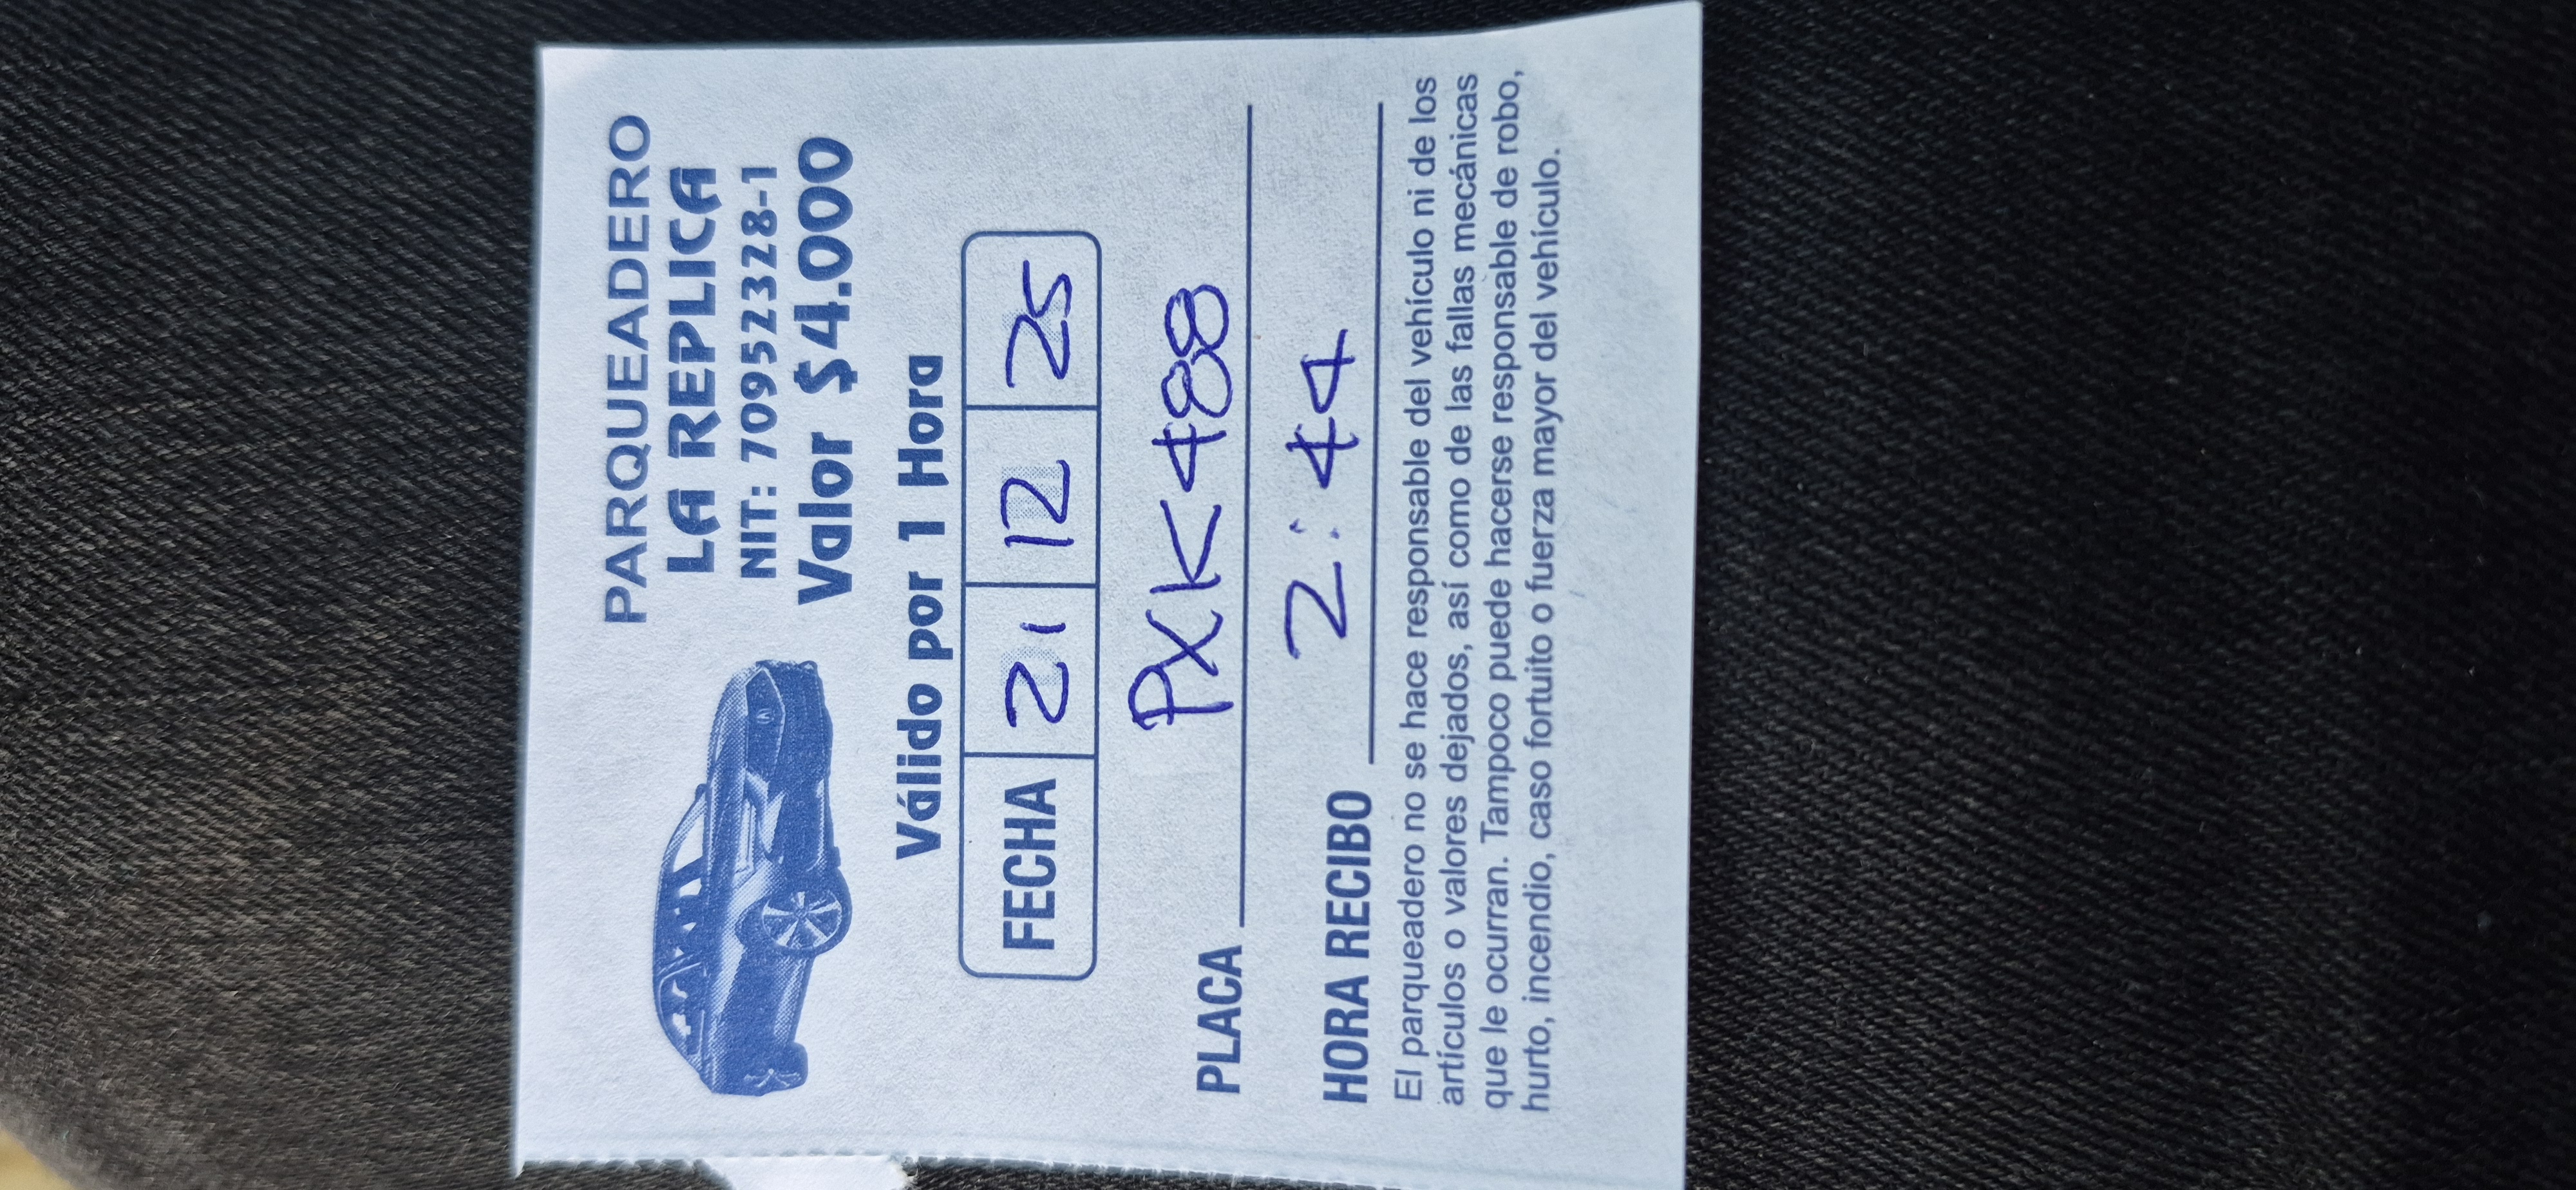 PARQUEADERO
LA REPLICA
NIT: 70952328-1
Valor $4.000
Válido por 1 Hora
FECHA 21 12 25
PLACA PXK488
HORA RECIBO 2:44
El parqueadero no se hace responsable del vehículo ni de los
artículos o valores dejados, así como de las fallas mecánicas
que le ocurran. Tampoco puede hacerse responsable de robo,
hurto, incendio, caso fortuito o fuerza mayor del vehículo.